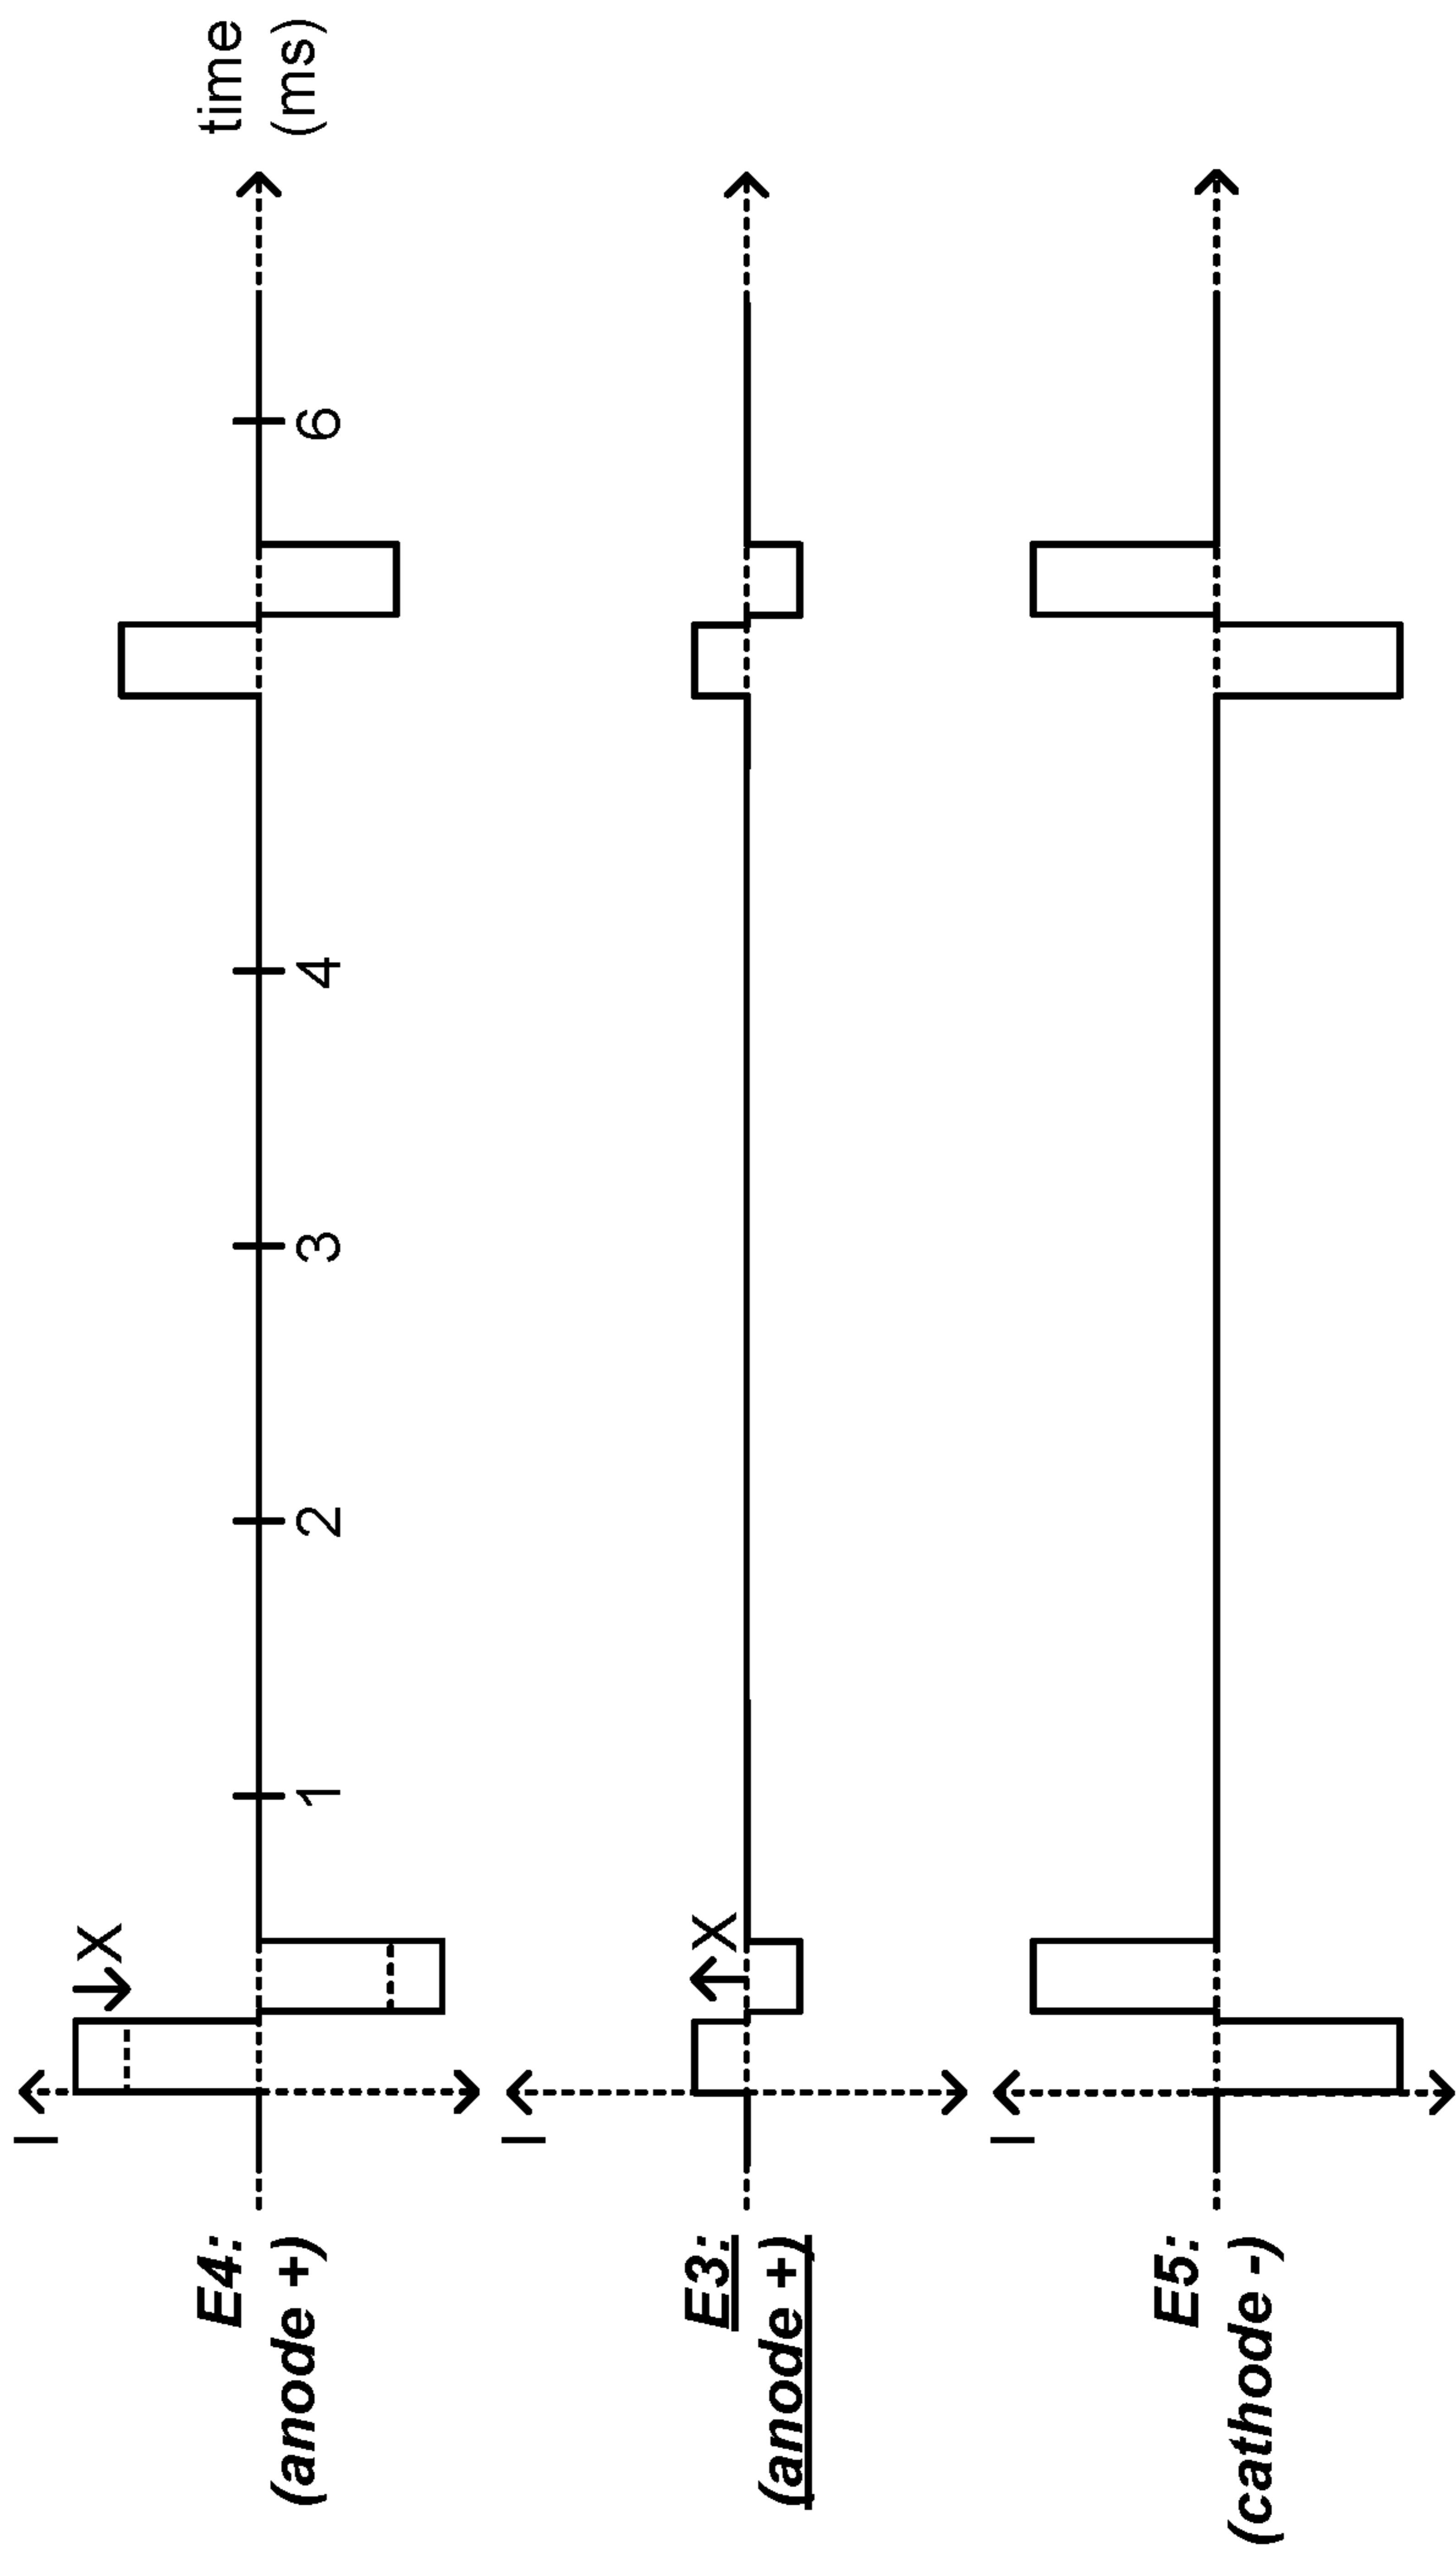 I
X
E4:
(anode +)
1
2
3
4
6
time
(ms)
I
X
E3:
(anode +)
I
E5:
(cathode -)